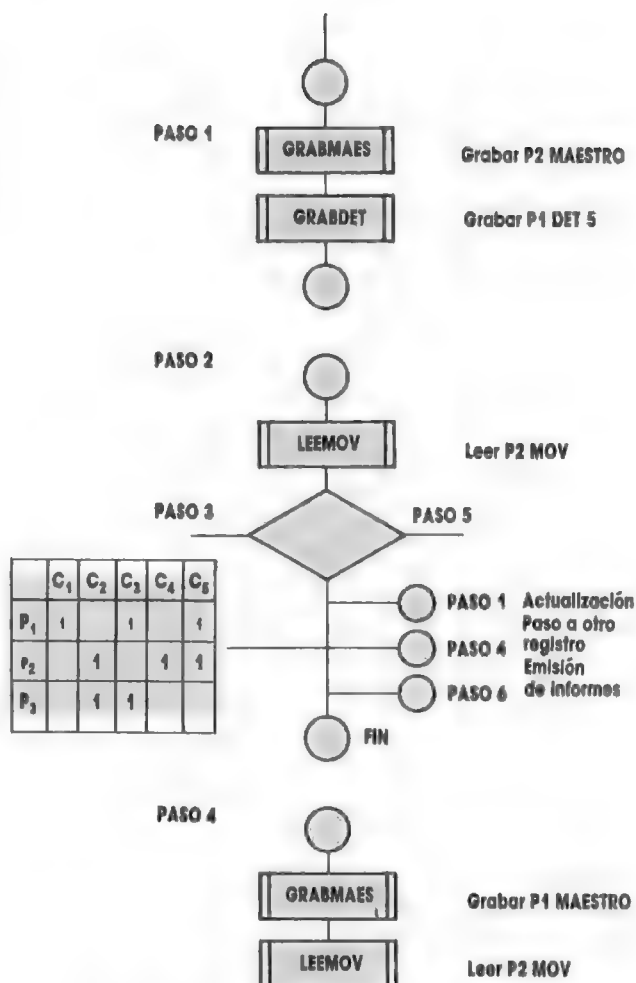 PASO 1
GRABMAES
Grabar P2 MAESTRO
GRABDET
Grabar P1 DET 5
PASO 2
LEEMOV
Leer P2 MOV
PASO 3
PASO 5
C1 C2 C3 C4 C5
P1 1 1 1
P2 1 1 1
P3 1 1
PASO 1 Actualización
Paso a otro
PASO 4 registro
Emisión
PASO 6 de informes
FIN
PASO 4
GRABMAES
Grabar P1 MAESTRO
LEEMOV
Leer P2 MOV